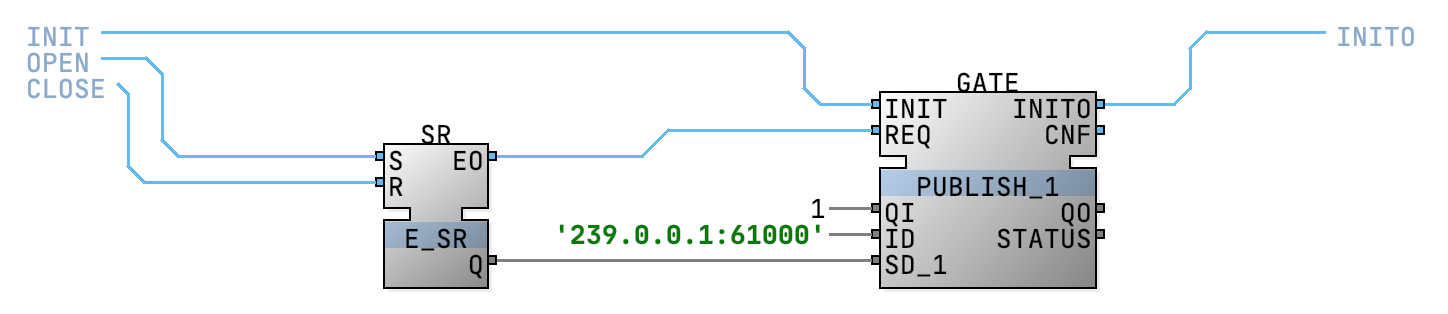 INIT
OPEN
CLOSE
INITO
SR
S EO
R
E_SR
Q
GATE
INIT INITO
REQ CNF
PUBLISH_1
1
QI QO
'239.0.0.1:61000'
ID STATUS
SD_1